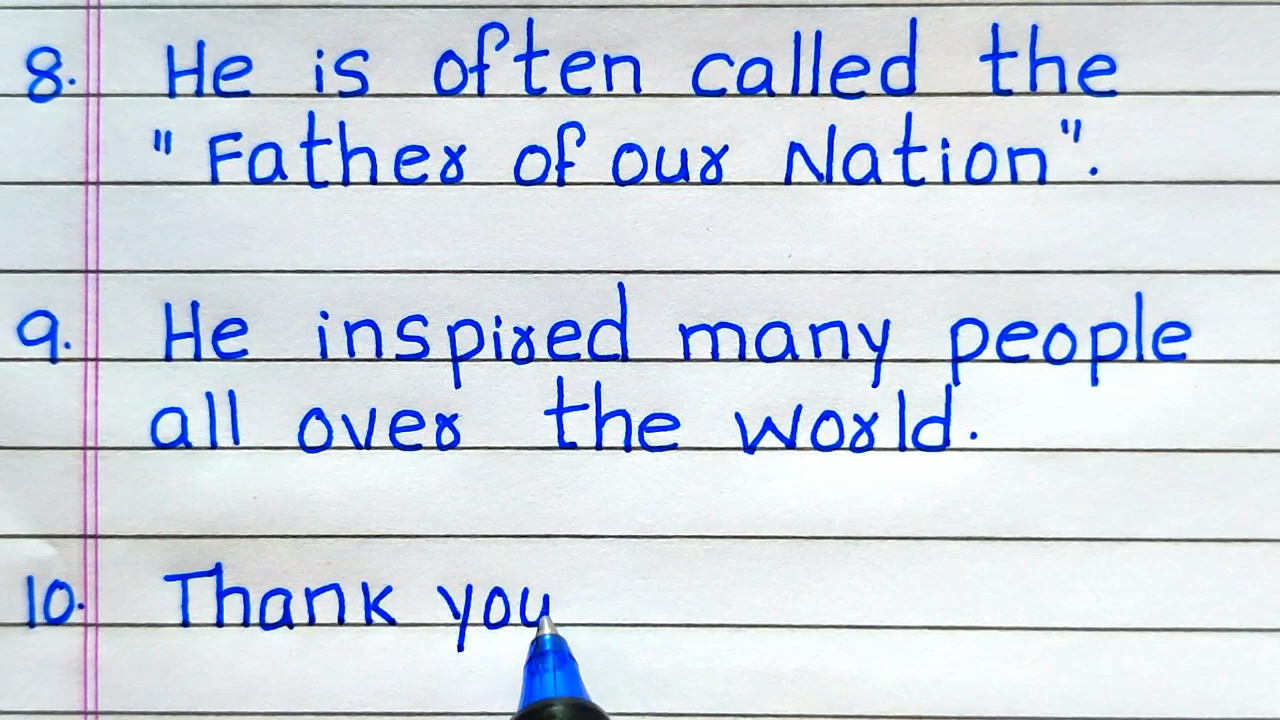 8. He is often called the
"Father of our Nation".
9. He inspired many people
all over the world.
10. Thank you